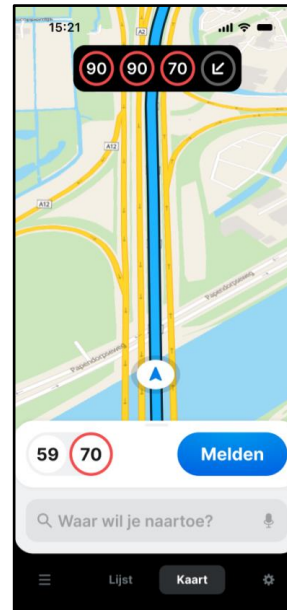 15:21
A2
90 90 70
A12
A12
Papendorpseweg
Papendorpseweg
59 70
Melden
Waar wil je naartoe?
Lijst
Kaart